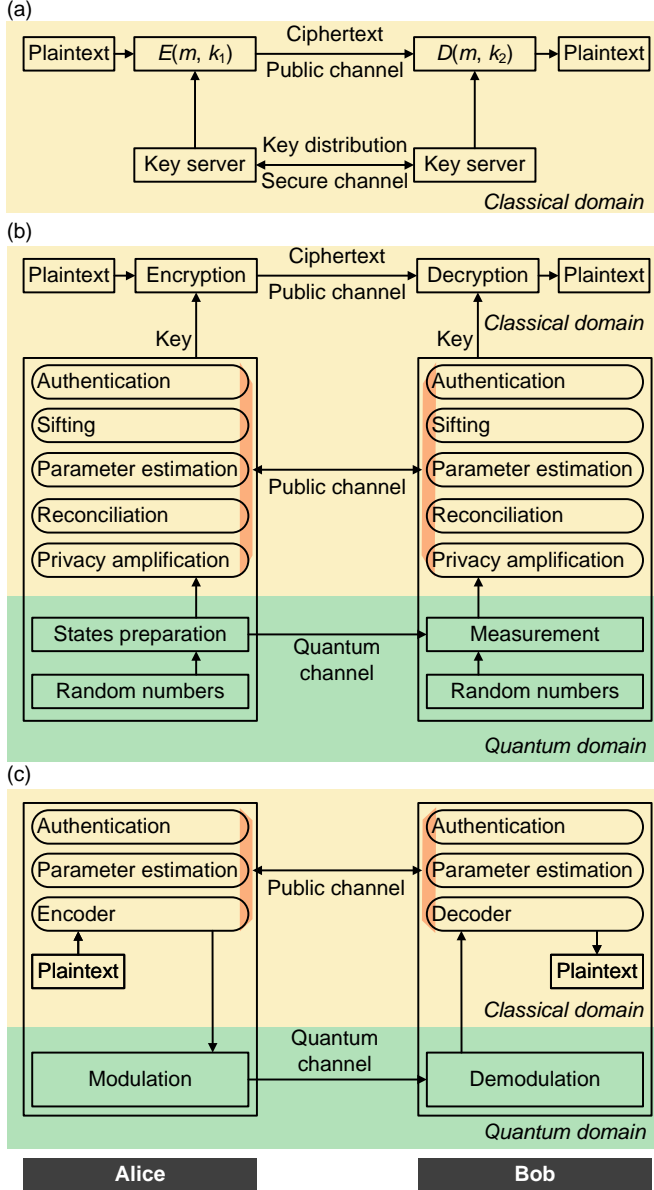 (a)
Plaintext
E(m, k₁)
Ciphertext
Public channel
D(m, k₂)
Plaintext
Key server
Key distribution
Secure channel
Key server
Classical domain
(b)
Plaintext
Encryption
Ciphertext
Public channel
Decryption
Plaintext
Classical domain
Key
Key
Authentication
Sifting
Parameter estimation
Reconciliation
Privacy amplification
Public channel
Authentication
Sifting
Parameter estimation
Reconciliation
Privacy amplification
States preparation
Random numbers
Quantum
channel
Measurement
Random numbers
Quantum domain
(c)
Authentication
Parameter estimation
Encoder
Plaintext
Public channel
Authentication
Parameter estimation
Decoder
Plaintext
Classical domain
Modulation
Quantum
channel
Demodulation
Quantum domain
Alice
Bob